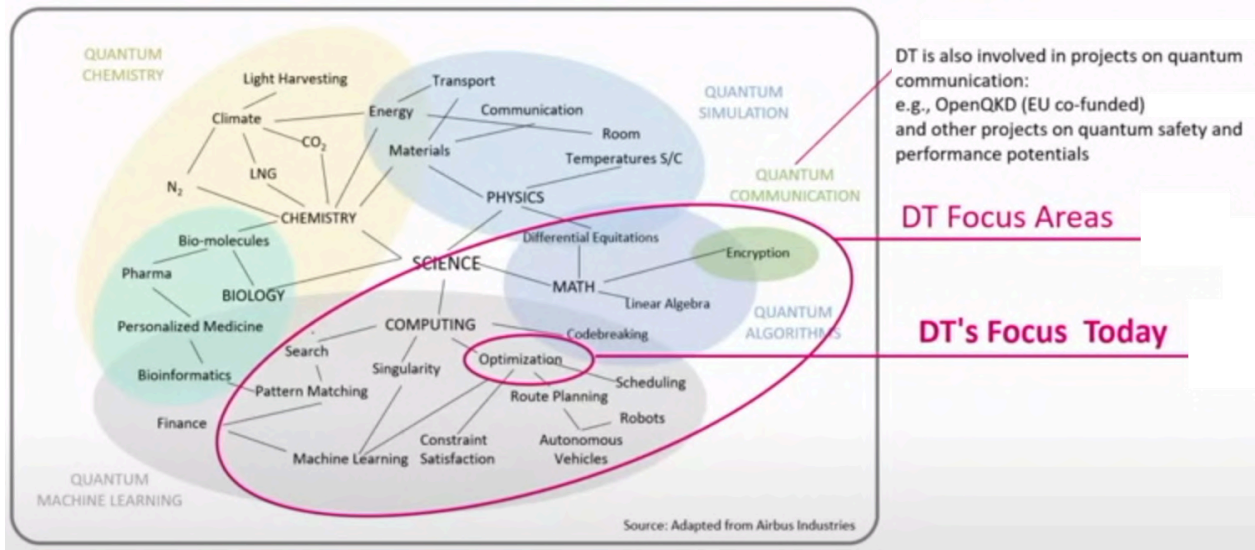 QUANTUM
CHEMISTRY
Light Harvesting
Climate
CO2
LNG
N2
CHEMISTRY
Energy
Transport
Communication
Materials
Room
Temperatures S/C
PHYSICS
QUANTUM
SIMULATION
QUANTUM
COMMUNICATION
DT is also involved in projects on quantum
communication:
e.g., OpenQKD (EU co-funded)
and other projects on quantum safety and
performance potentials
DT Focus Areas
DT's Focus Today
Bio-molecules
Pharma
BIOLOGY
Personalized Medicine
Bioinformatics
SCIENCE
Differential Equitations
Encryption
MATH
Linear Algebra
QUANTUM
ALGORITHMS
COMPUTING
Codebreaking
Search
Singularity
Optimization
Scheduling
Pattern Matching
Route Planning
Robots
Finance
Machine Learning
Constraint
Satisfaction
Autonomous
Vehicles
QUANTUM
MACHINE LEARNING
Source: Adapted from Airbus Industries